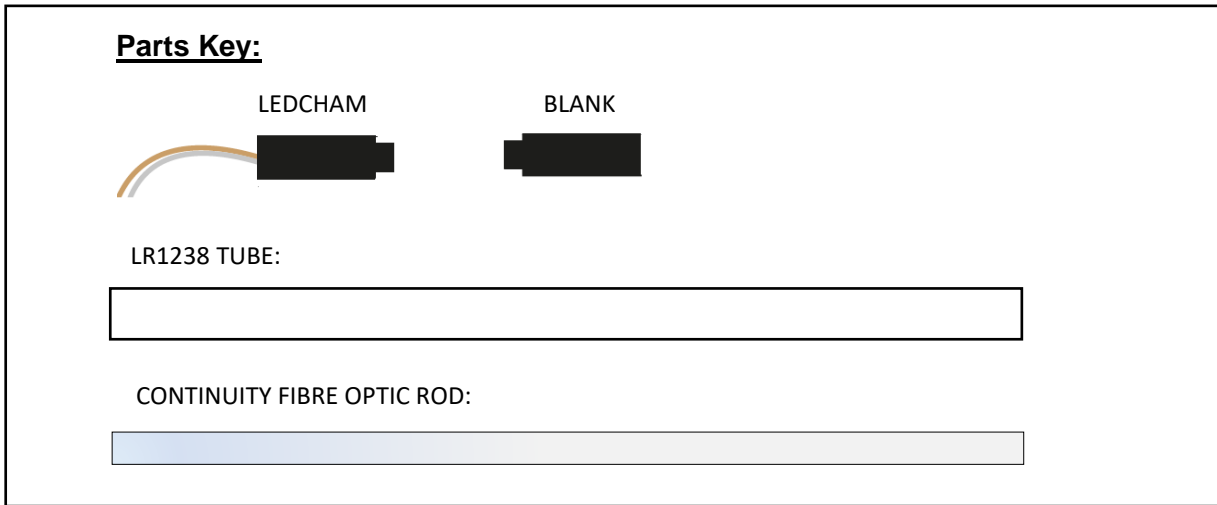 Parts Key:
LEDCHAM BLANK
LR1238 TUBE:
CONTINUITY FIBRE OPTIC ROD: